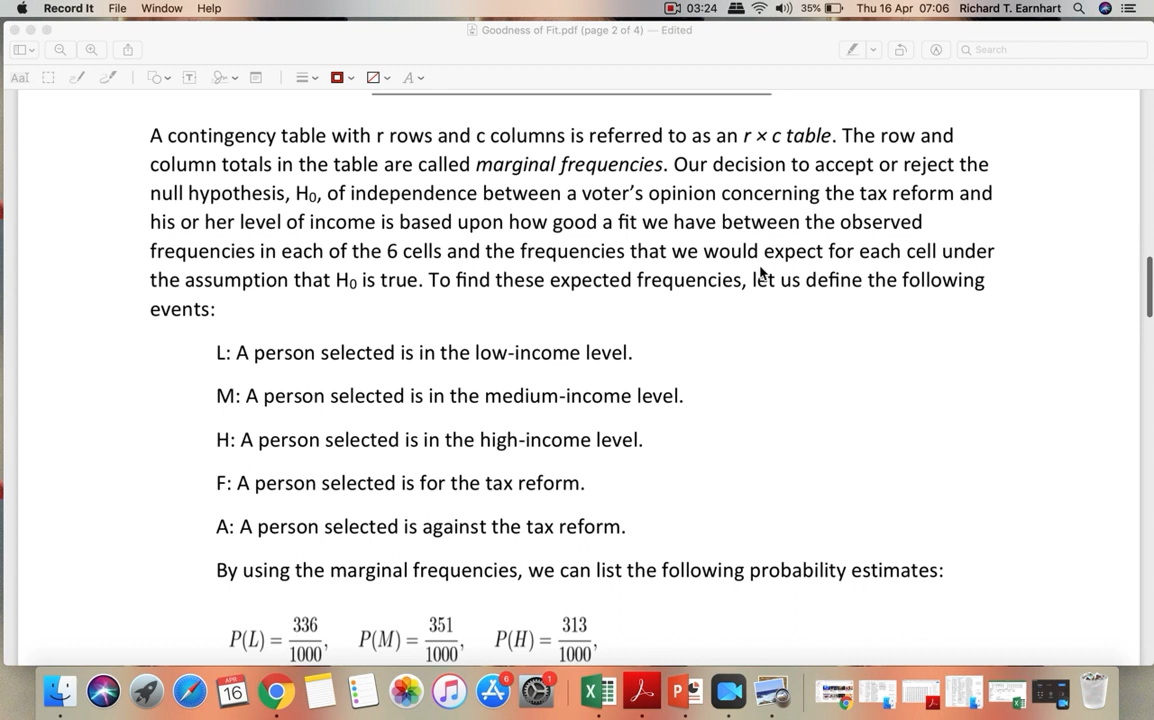 Record It File Window Help 03:24 35% Thu 16 Apr 07:06 Richard T. Earnhart
Goodness of Fit.pdf (page 2 of 4) — Edited
Search
AaI T A
A contingency table with r rows and c columns is referred to as an r × c table. The row and
column totals in the table are called marginal frequencies. Our decision to accept or reject the
null hypothesis, H₀, of independence between a voter's opinion concerning the tax reform and
his or her level of income is based upon how good a fit we have between the observed
frequencies in each of the 6 cells and the frequencies that we would expect for each cell under
the assumption that H₀ is true. To find these expected frequencies, let us define the following
events:
L: A person selected is in the low-income level.
M: A person selected is in the medium-income level.
H: A person selected is in the high-income level.
F: A person selected is for the tax reform.
A: A person selected is against the tax reform.
By using the marginal frequencies, we can list the following probability estimates:
P(L) = 336/1000, P(M) = 351/1000, P(H) = 313/1000,
APR 16 6 1